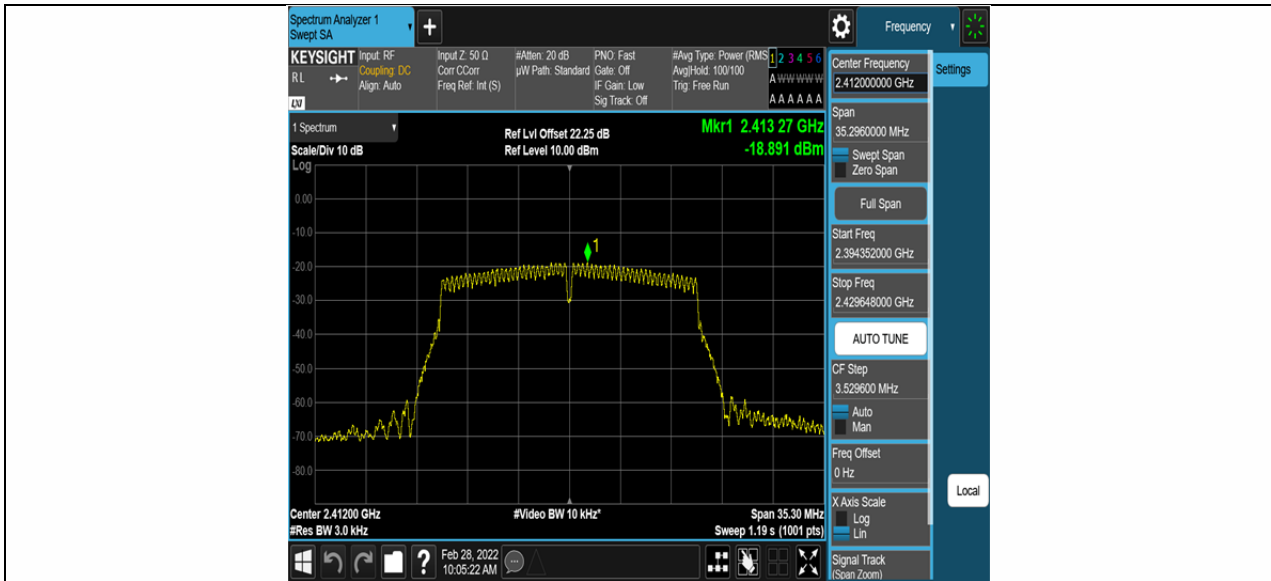 Spectrum Analyzer 1
Swept SA
+
Frequency
KEYSIGHT
R L
LXI
Input: RF
Coupling: DC
Align: Auto
Input Z: 50 Ω
Corr CCorr
Freq Ref: Int (S)
#Atten: 20 dB
µW Path: Standard
PNO: Fast
Gate: Off
IF Gain: Low
Sig Track: Off
#Avg Type: Power (RMS
Avg|Hold: 100/100
Trig: Free Run
1 2 3 4 5 6
A W W W W W
A A A A A A
1 Spectrum
Scale/Div 10 dB
Ref Lvl Offset 22.25 dB
Ref Level 10.00 dBm
Mkr1 2.413 27 GHz
-18.891 dBm
Log
0.00
-10.0
-20.0
-30.0
-40.0
-50.0
-60.0
-70.0
-80.0
1
Center 2.41200 GHz
#Res BW 3.0 kHz
#Video BW 10 kHz*
Span 35.30 MHz
Sweep 1.19 s (1001 pts)
?
Feb 28, 2022
10:05:22 AM
Center Frequency
2.412000000 GHz
Span
35.2960000 MHz
Swept Span
Zero Span
Full Span
Start Freq
2.394352000 GHz
Stop Freq
2.429648000 GHz
AUTO TUNE
CF Step
3.529600 MHz
Auto
Man
Freq Offset
0 Hz
X Axis Scale
Log
Lin
Signal Track
(Span Zoom)
Settings
Local